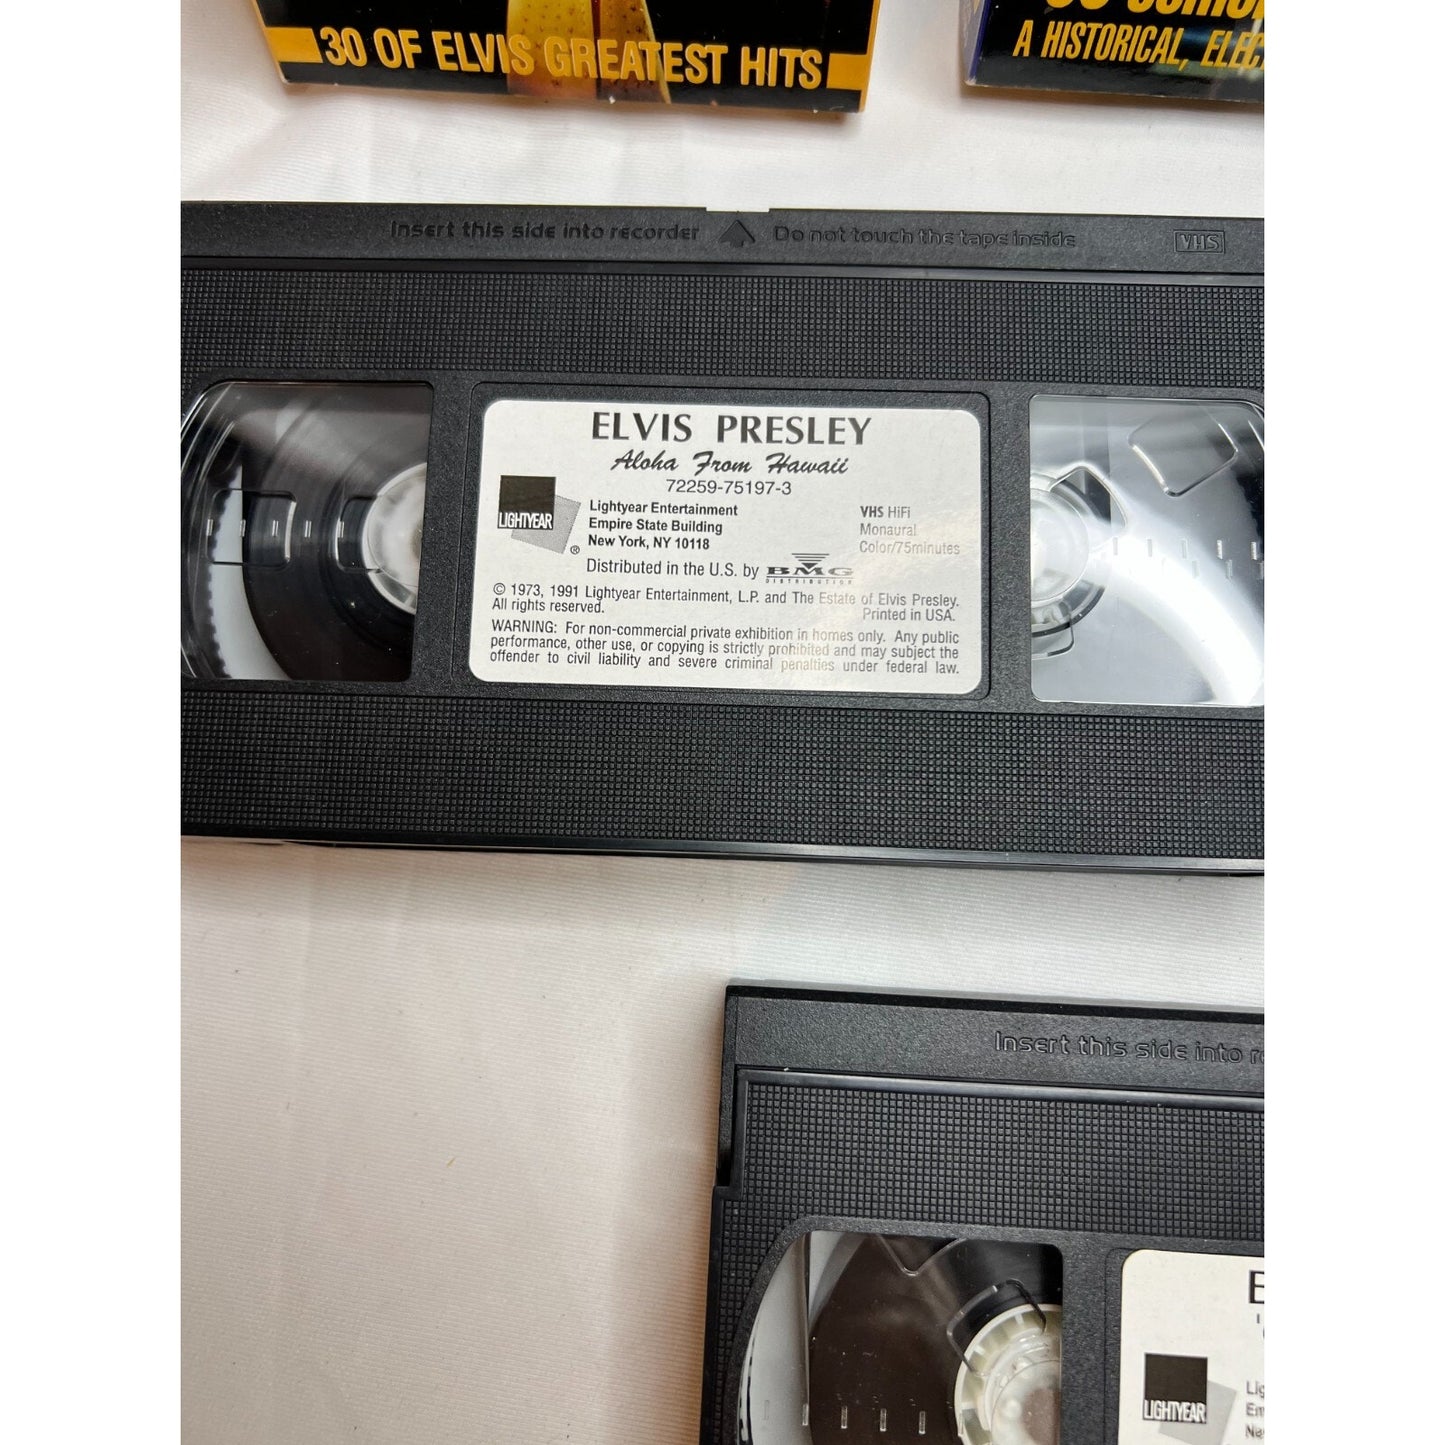 30 OF ELVIS GREATEST HITS
A HISTORICAL,
Insert this side into recorder Do not touch the tape inside VHS
ELVIS PRESLEY
Aloha From Hawaii
72259-75197-3
LIGHTYEAR ®
Lightyear Entertainment
Empire State Building
New York, NY 10118
VHS HiFi
Monaural
Color/75minutes
Distributed in the U.S. by BMG DISTRIBUTION
© 1973, 1991 Lightyear Entertainment, L.P. and The Estate of Elvis Presley.
All rights reserved. Printed in USA.
WARNING: For non-commercial private exhibition in homes only. Any public
performance, other use, or copying is strictly prohibited and may subject the
offender to civil liability and severe criminal penalties under federal law.
Insert this side into
LIGHTYEAR